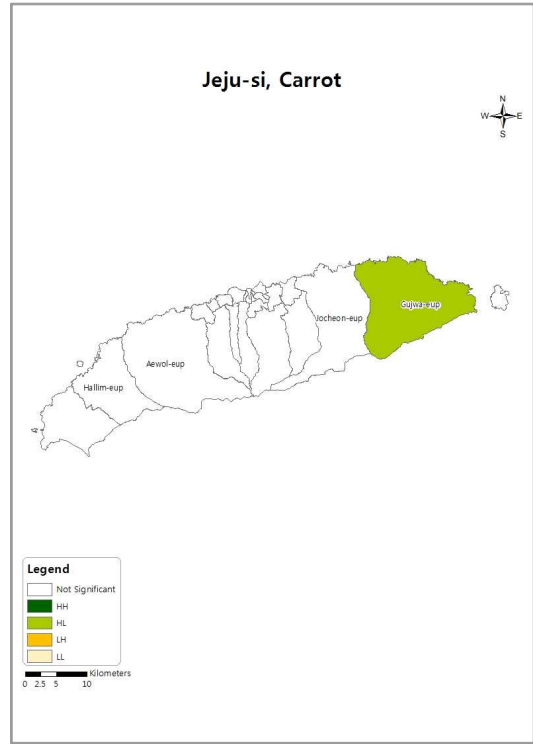 Jeju-si, Carrot
N
W E
S
Gujwa-eup
Jocheon-eup
Aewol-eup
Hallim-eup
Legend
Not Significant
HH
HL
LH
LL
Kilometers
0 2.5 5 10